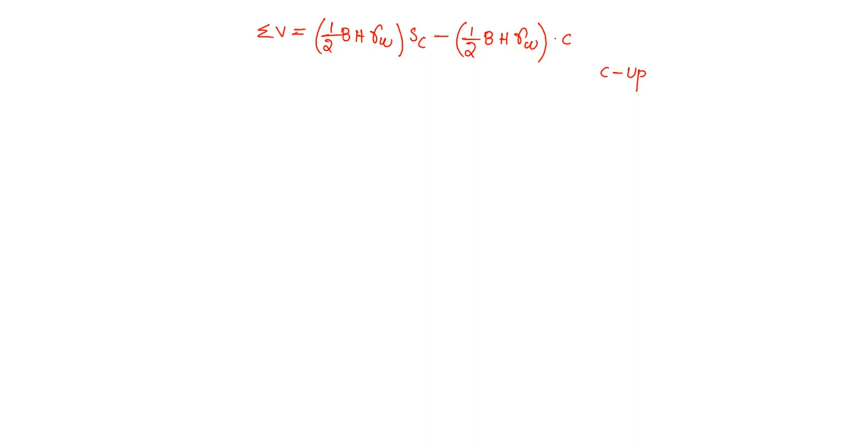 ΣV = (1/2 B H γw) Sc − (1/2 B H γw) · C
C − Up